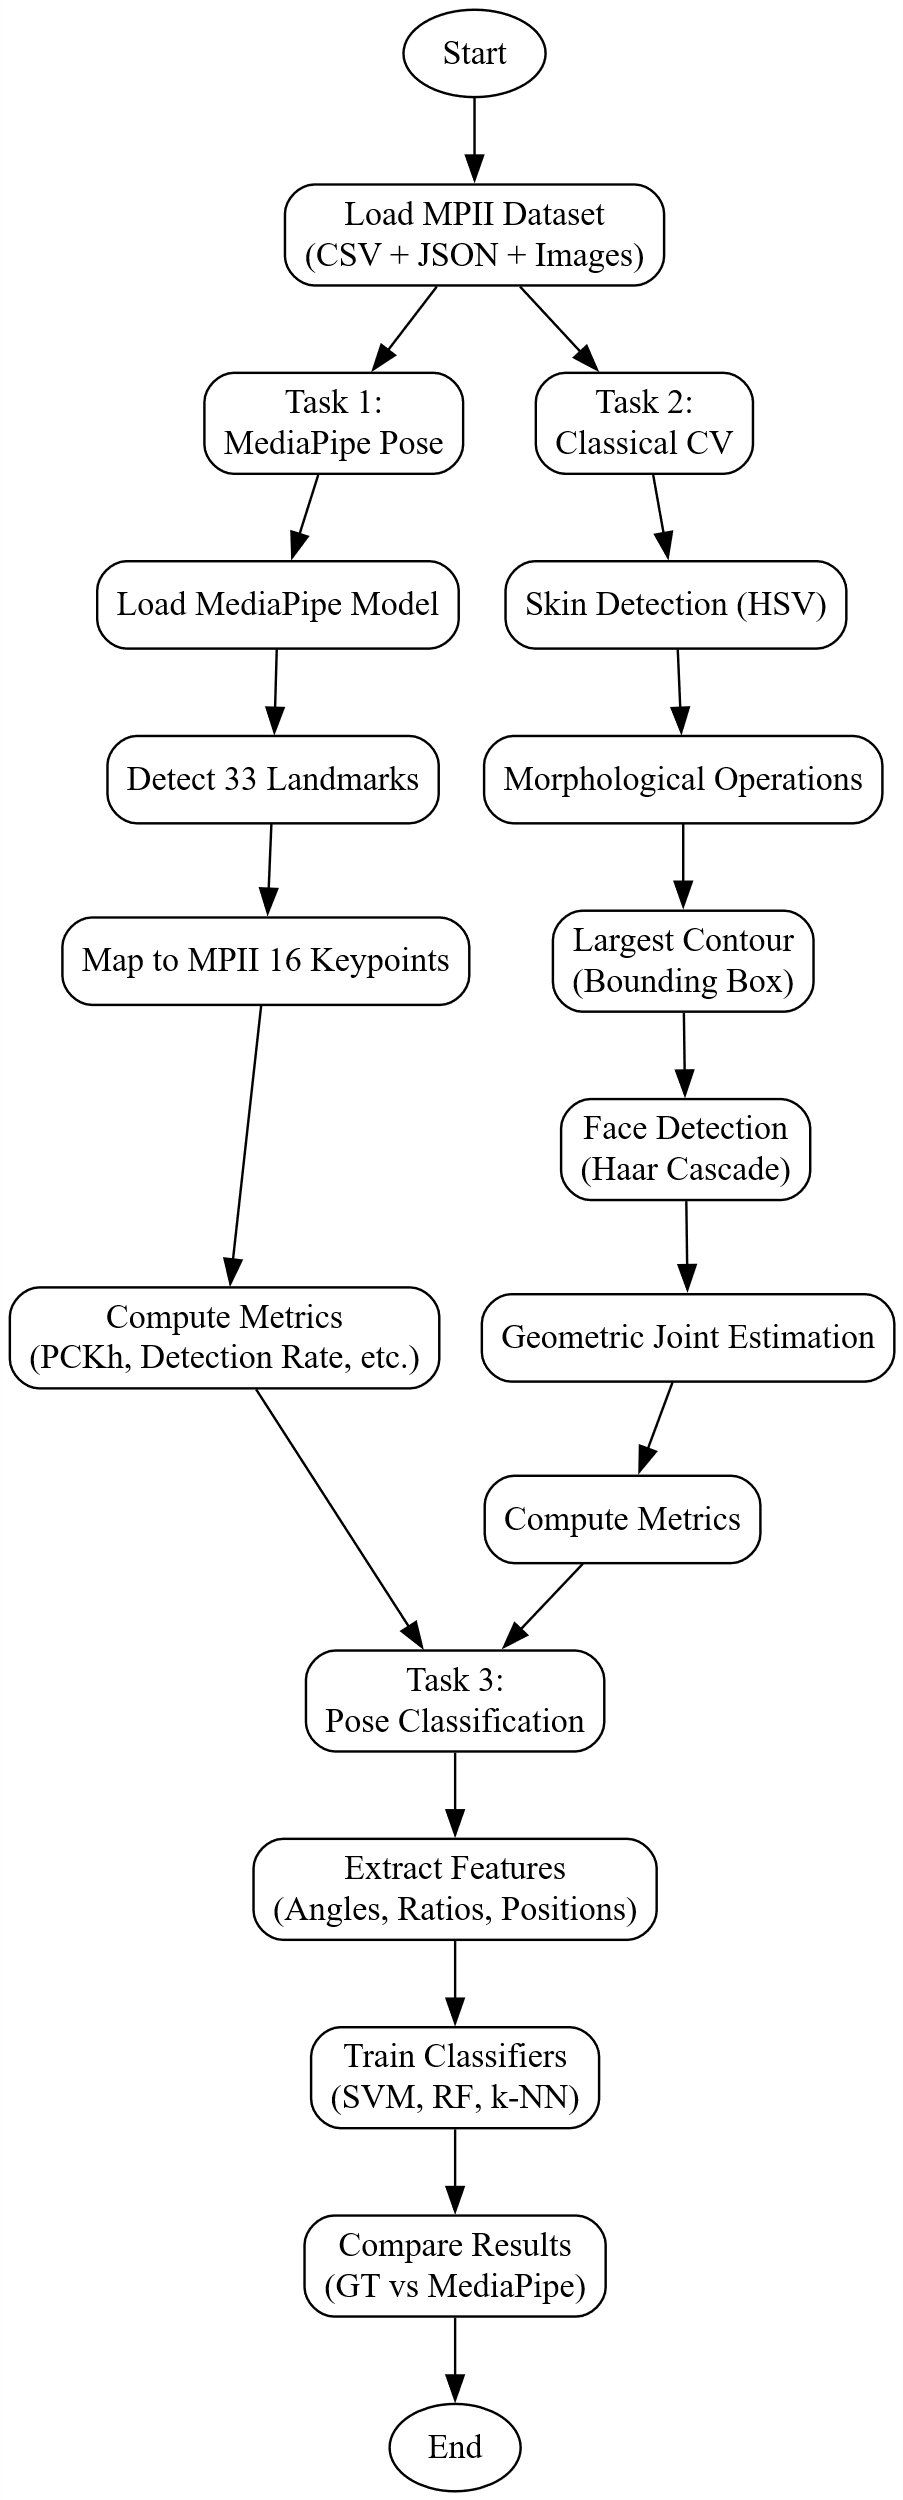 Start
Load MPII Dataset
(CSV + JSON + Images)
Task 1:
MediaPipe Pose
Task 2:
Classical CV
Load MediaPipe Model
Skin Detection (HSV)
Detect 33 Landmarks
Morphological Operations
Map to MPII 16 Keypoints
Largest Contour
(Bounding Box)
Face Detection
(Haar Cascade)
Compute Metrics
(PCKh, Detection Rate, etc.)
Geometric Joint Estimation
Compute Metrics
Task 3:
Pose Classification
Extract Features
(Angles, Ratios, Positions)
Train Classifiers
(SVM, RF, k-NN)
Compare Results
(GT vs MediaPipe)
End